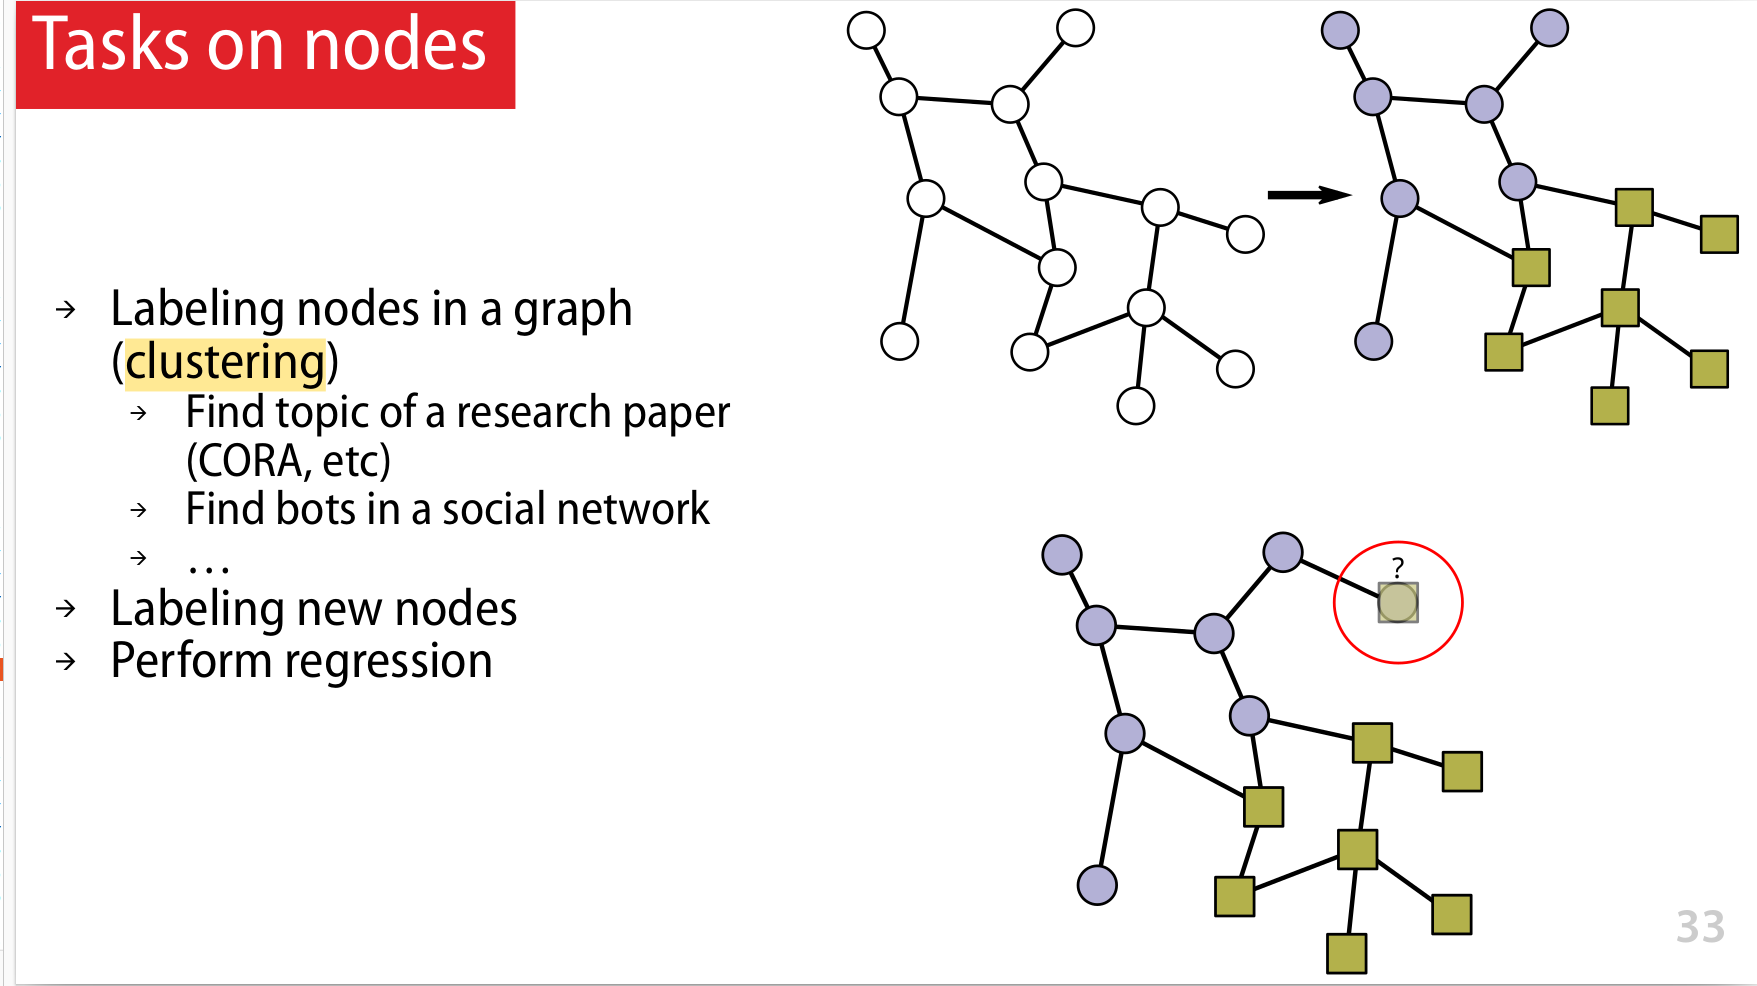 Tasks on nodes
→ Labeling nodes in a graph
(clustering)
→ Find topic of a research paper
(CORA, etc)
→ Find bots in a social network
→ …
→ Labeling new nodes
→ Perform regression
?
33